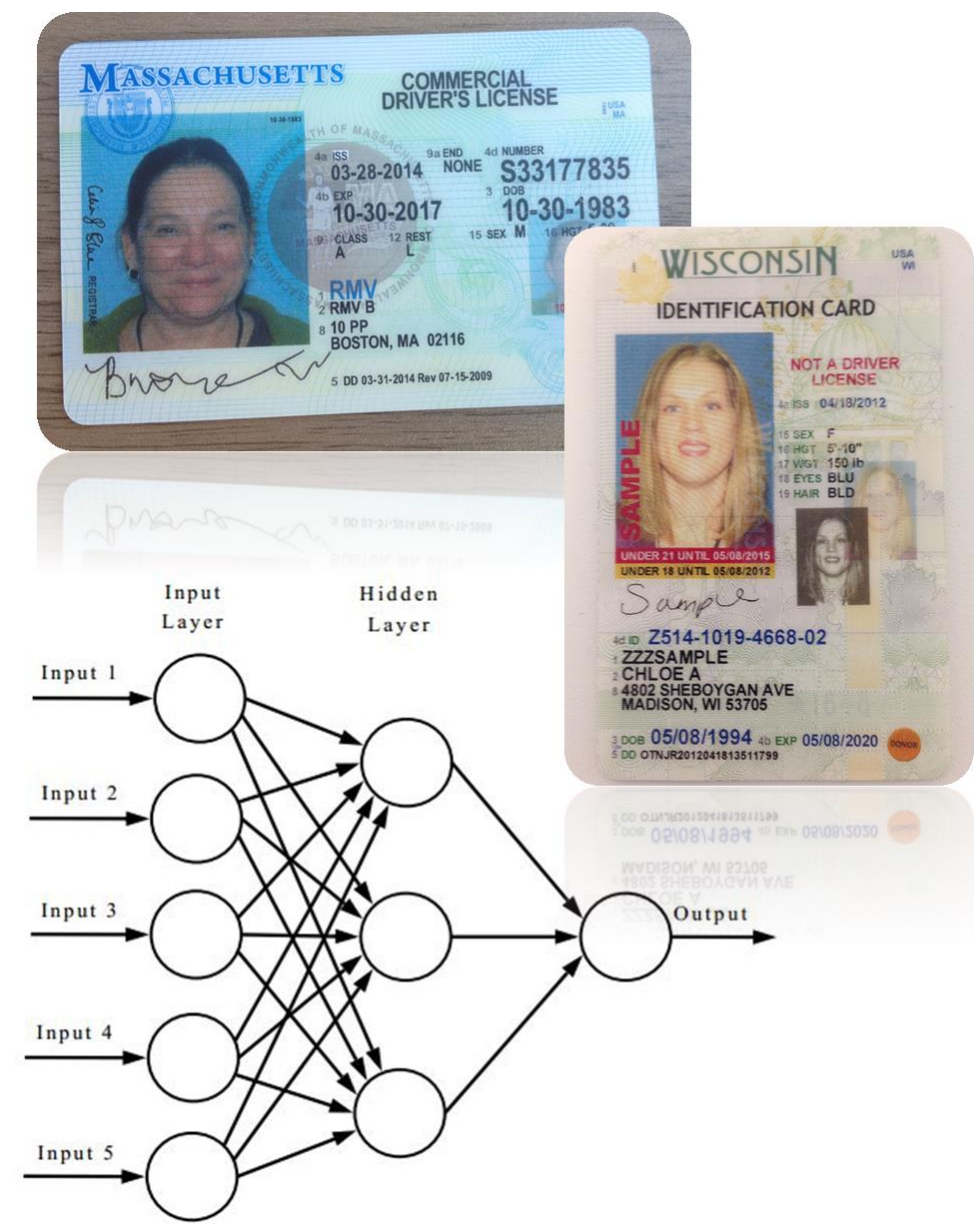 MASSACHUSETTS
COMMERCIAL
DRIVER'S LICENSE
USA
MA
10-30-1983
4a ISS
03-28-2014
9a END
NONE
4d NUMBER
S33177835
4b EXP
10-30-2017
3 DOB
10-30-1983
9 CLASS
A
12 REST
L
15 SEX M
16 HGT
REGISTRAR
1 RMV
2 RMV B
8 10 PP
BOSTON, MA 02116
5 DD 03-31-2014 Rev 07-15-2009
WISCONSIN
USA
WI
IDENTIFICATION CARD
NOT A DRIVER
LICENSE
4a ISS 04/18/2012
15 SEX F
16 HGT 5'-10"
17 WGT 150 lb
18 EYES BLU
19 HAIR BLD
SAMPLE
UNDER 21 UNTIL 05/08/2015
UNDER 18 UNTIL 05/08/2012
Sample
4d ID Z514-1019-4668-02
1 ZZZSAMPLE
2 CHLOE A
8 4802 SHEBOYGAN AVE
MADISON, WI 53705
3 DOB 05/08/1994 4b EXP 05/08/2020
DONOR
5 DD OTNJR2012041813511799
Input
Layer
Hidden
Layer
Input 1
Input 2
Input 3
Input 4
Input 5
Output